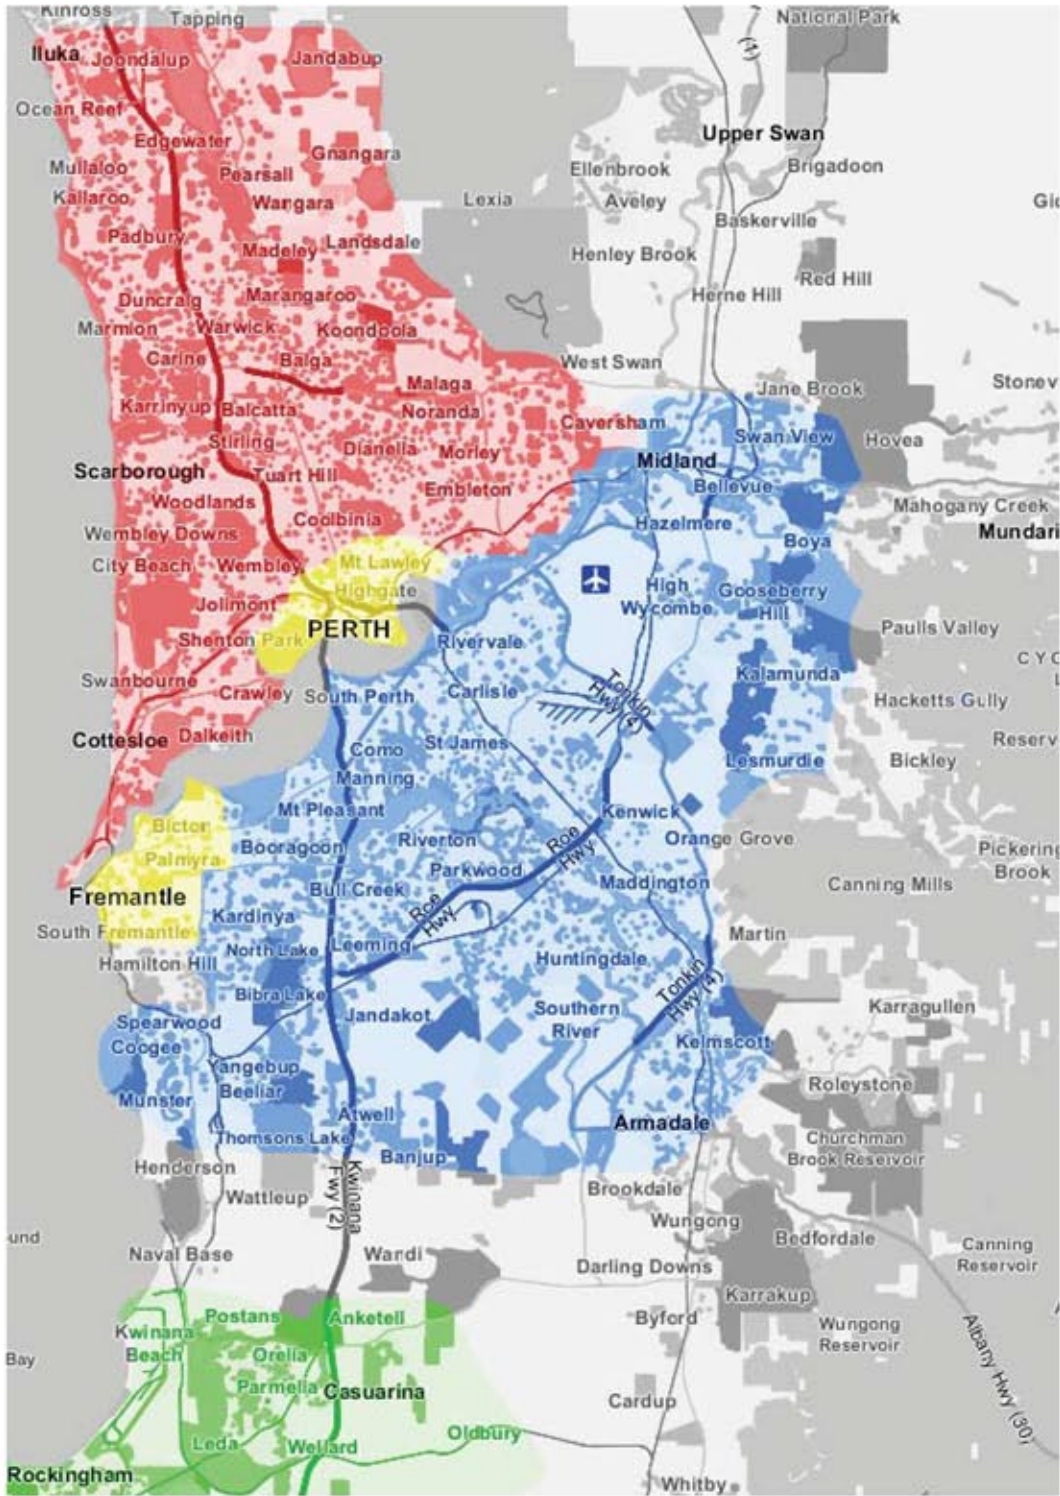 Kinross
Tapping
National Park
(4)
Iluka
Joondalup
Jandabup
Ocean Reef
Upper Swan
Edgewater
Gnangara
Mullaloo
Pearsall
Ellenbrook
Brigadoon
Kallaroo
Wangara
Lexia
Aveley
Baskerville
Padbury
Madeley
Landsdale
Henley Brook
Red Hill
Duncraig
Marangaroo
Herne Hill
Marmion
Warwick
Koondoola
Carine
Balga
West Swan
Malaga
Jane Brook
Stonev
Karrinyup
Balcatta
Noranda
Caversham
Stirling
Dianella
Morley
Swan View
Hovea
Scarborough
Tuart Hill
Midland
Woodlands
Embleton
Bellevue
Mahogany Creek
Coolbinia
Hazelmere
Wembley Downs
Boya
Mundari
City Beach
Wembley
Mt Lawley
Highgate
High
Wycombe
Gooseberry
Hill
Jolimont
PERTH
Paulls Valley
Shenton Park
Rivervale
C Y C
Swanbourne
Crawley
South Perth
Carlisle
Kalamunda
Tonkin
Hwy (4)
Hacketts Gully
Cottesloe
Dalkeith
Como
St James
Reserv
Manning
Lesmurdie
Bickley
Mt Pleasant
Kenwick
Bicton
Booragoon
Riverton
Roe
Hwy
Orange Grove
Palmyra
Parkwood
Pickering
Brook
Fremantle
Bull Creek
Maddington
Canning Mills
Kardinya
Roe
Hwy
South Fremantle
North Lake
Leeming
Martin
Hamilton Hill
Huntingdale
Bibra Lake
Tonkin
Hwy (4)
Spearwood
Jandakot
Southern
River
Karragullen
Coogee
Kelmscott
Yangebup
Beeliar
Roleystone
Munster
Atwell
Armadale
Thomsons Lake
Churchman
Brook Reservoir
Henderson
Banjup
Wattleup
Kwinana
Fwy (2)
Brookdale
Wungong
Bedfordale
und
Naval Base
Wandi
Canning
Reservoir
Darling Downs
Karrakup
Postans
Anketell
Byford
Kwinana
Beach
Wungong
Reservoir
Bay
Orelia
Albany Hwy (30)
Parmelia
Casuarina
Cardup
Leda
Wellard
Oldbury
Rockingham
Whitby